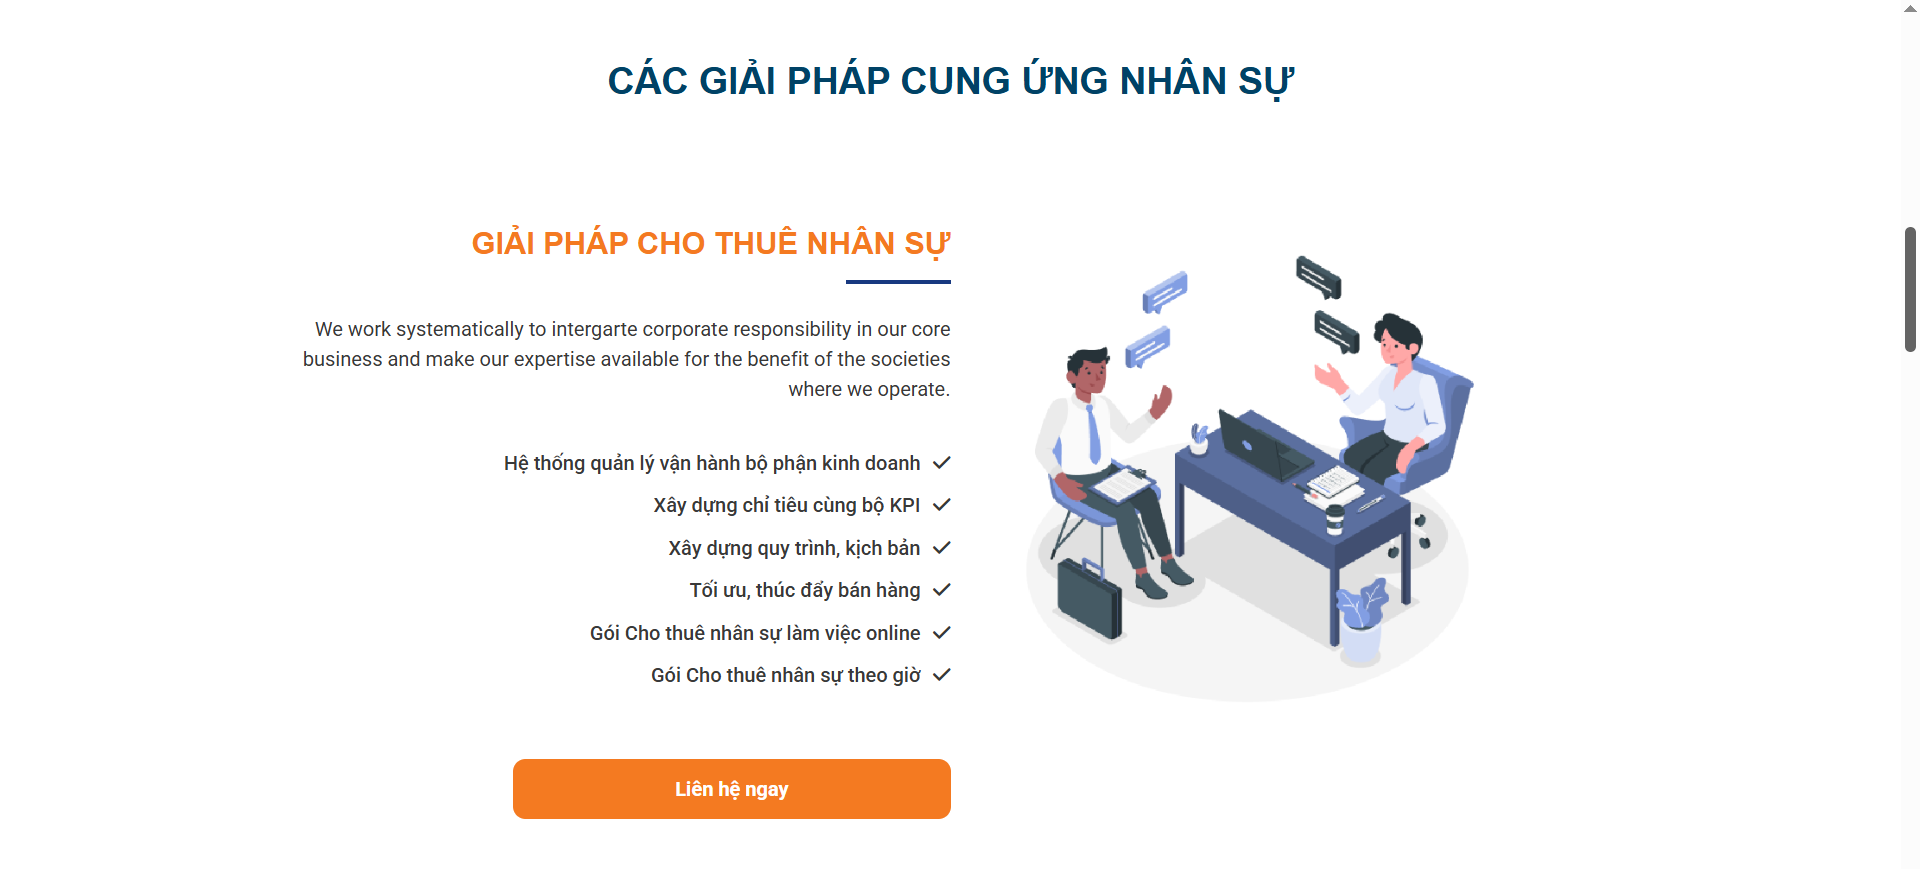 CÁC GIẢI PHÁP CUNG ỨNG NHÂN SỰ
GIẢI PHÁP CHO THUÊ NHÂN SỰ
We work systematically to intergarte corporate responsibility in our core
business and make our expertise available for the benefit of the societies
where we operate.
Hệ thống quản lý vận hành bộ phận kinh doanh
Xây dựng chỉ tiêu cùng bộ KPI
Xây dựng quy trình, kịch bản
Tối ưu, thúc đẩy bán hàng
Gói Cho thuê nhân sự làm việc online
Gói Cho thuê nhân sự theo giờ
Liên hệ ngay